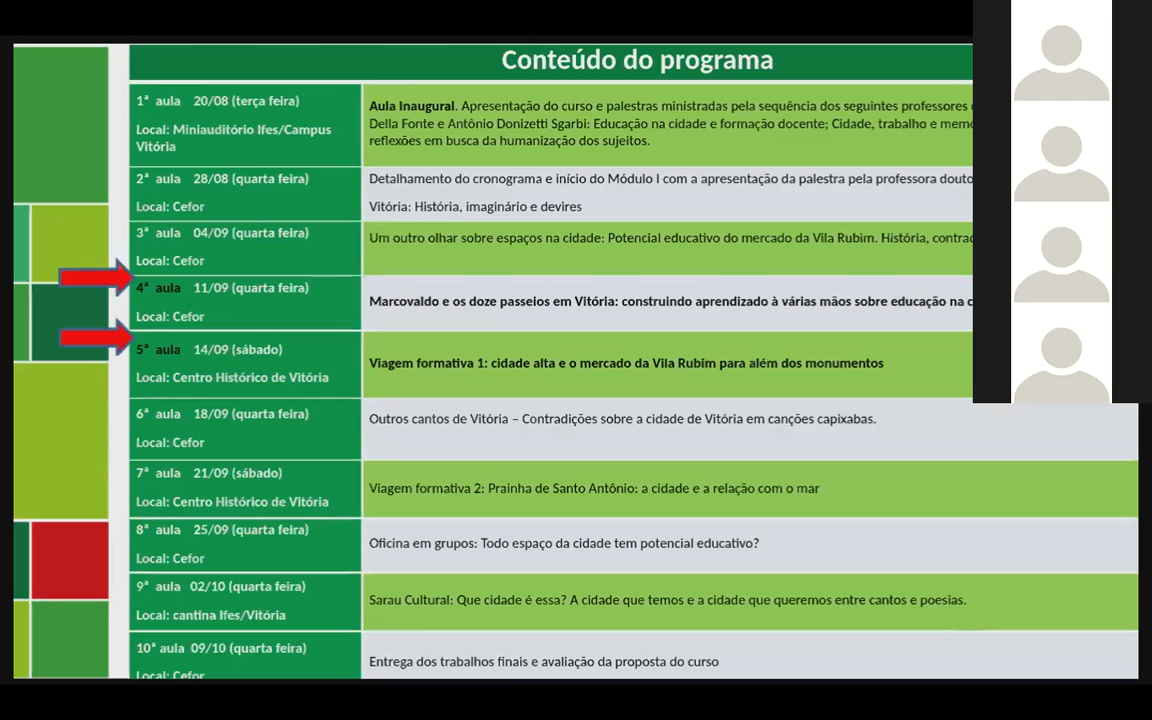 Conteúdo do programa
1ª aula 20/08 (terça feira)
Local: Miniauditório Ifes/Campus
Vitória
Aula Inaugural. Apresentação do curso e palestras ministradas pela sequência dos seguintes professores
Della Fonte e Antônio Donizetti Sgarbi: Educação na cidade e formação docente; Cidade, trabalho e
reflexões em busca da humanização dos sujeitos.
2ª aula 28/08 (quarta feira)
Local: Cefor
Detalhamento do cronograma e início do Módulo I com a apresentação da palestra pela professora
Vitória: História, imaginário e devires
3ª aula 04/09 (quarta feira)
Local: Cefor
Um outro olhar sobre espaços na cidade: Potencial educativo do mercado da Vila Rubim. História,
4ª aula 11/09 (quarta feira)
Local: Cefor
Marcovaldo e os doze passeios em Vitória: construindo aprendizado à várias mãos sobre educação na
5ª aula 14/09 (sábado)
Local: Centro Histórico de Vitória
Viagem formativa 1: cidade alta e o mercado da Vila Rubim para além dos monumentos
6ª aula 18/09 (quarta feira)
Local: Cefor
Outros cantos de Vitória – Contradições sobre a cidade de Vitória em canções capixabas.
7ª aula 21/09 (sábado)
Local: Centro Histórico de Vitória
Viagem formativa 2: Prainha de Santo Antônio: a cidade e a relação com o mar
8ª aula 25/09 (quarta feira)
Local: Cefor
Oficina em grupos: Todo espaço da cidade tem potencial educativo?
9ª aula 02/10 (quarta feira)
Local: cantina Ifes/Vitória
Sarau Cultural: Que cidade é essa? A cidade que temos e a cidade que queremos entre cantos e poesias.
10ª aula 09/10 (quarta feira)
Local: Cefor
Entrega dos trabalhos finais e avaliação da proposta do curso